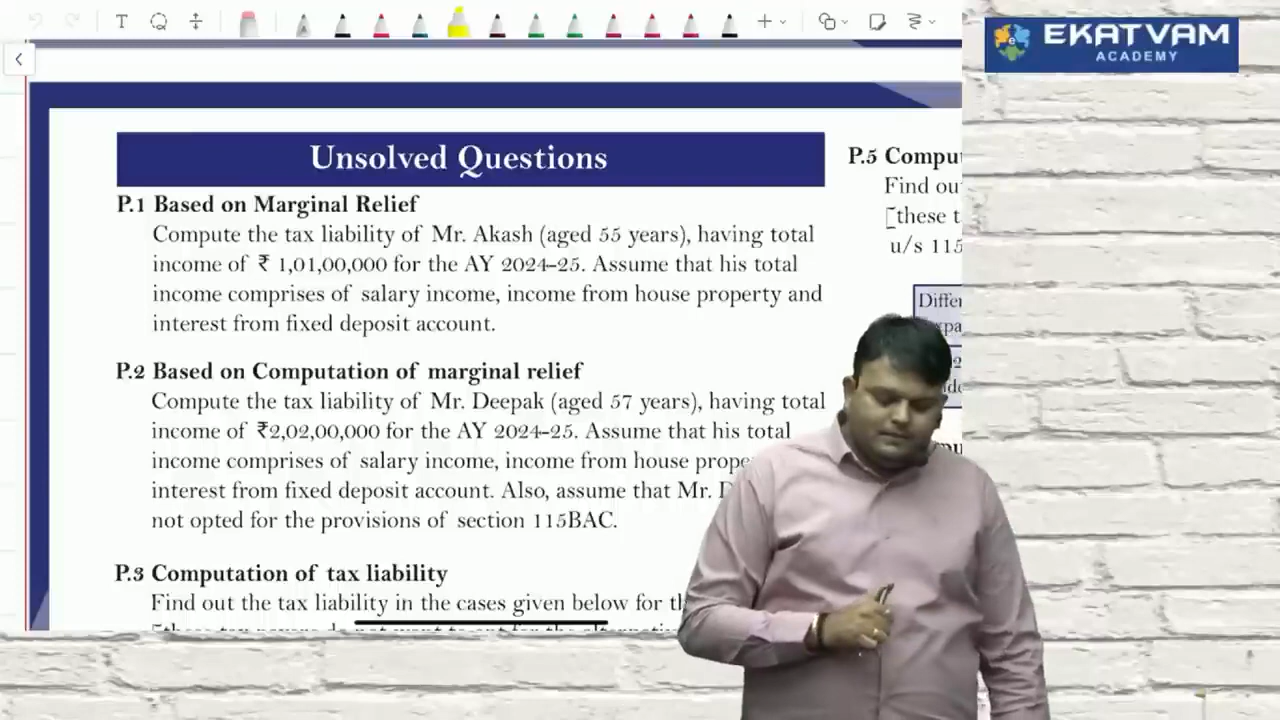 EKATVAM
ACADEMY
Unsolved Questions
P.1 Based on Marginal Relief
Compute the tax liability of Mr. Akash (aged 55 years), having total
income of ₹ 1,01,00,000 for the AY 2024–25. Assume that his total
income comprises of salary income, income from house property and
interest from fixed deposit account.
P.2 Based on Computation of marginal relief
Compute the tax liability of Mr. Deepak (aged 57 years), having total
income of ₹2,02,00,000 for the AY 2024–25. Assume that his total
income comprises of salary income, income from house
interest from fixed deposit account. Also, assume that Mr.
not opted for the provisions of section 115BAC.
P.3 Computation of tax liability
Find out the tax liability in the cases given below for
P.5
Find
[these
u/s